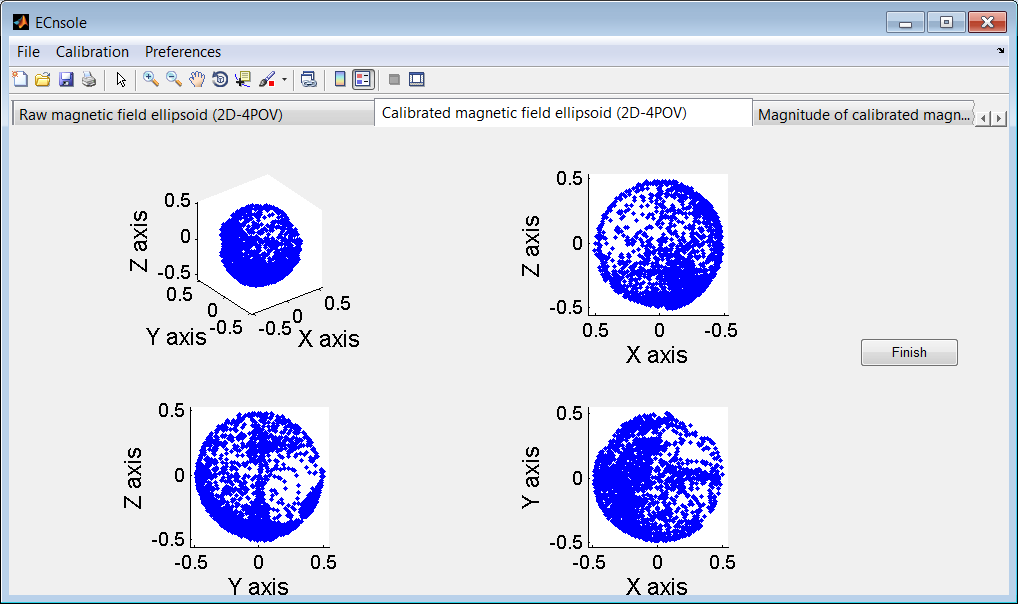 ECnsole
File Calibration Preferences
Raw magnetic field ellipsoid (2D-4POV) Calibrated magnetic field ellipsoid (2D-4POV) Magnitude of calibrated magn...
0.5
0
-0.5
Z axis
0.5
0
-0.5
Y axis
-0.5
0
0.5
X axis
0.5
0
-0.5
Z axis
0.5 0 -0.5
X axis
Finish
0.5
0
-0.5
Z axis
-0.5 0 0.5
Y axis
0.5
0
-0.5
Y axis
-0.5 0 0.5
X axis